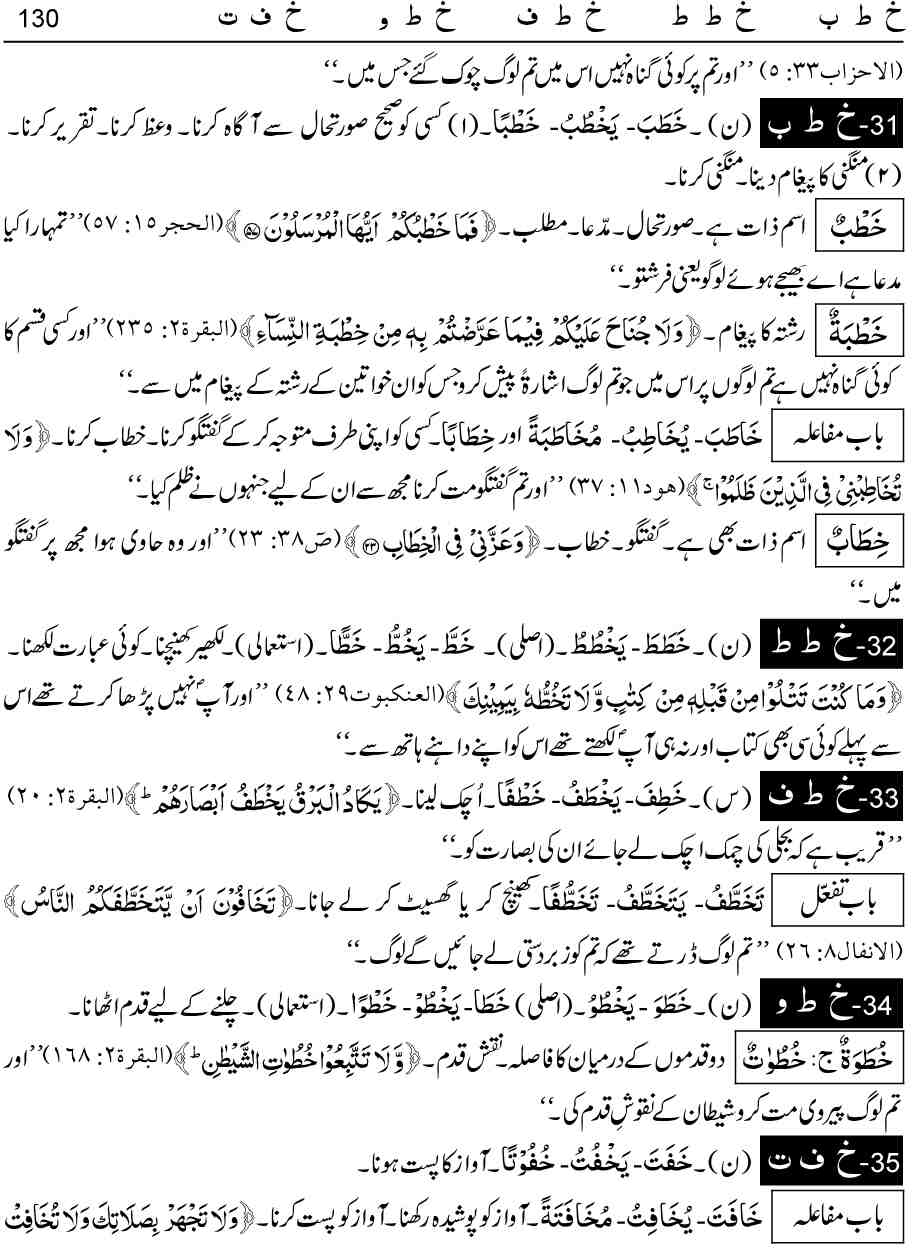 خ ط ب خ ط ط خ ط ف خ ط و خ ف ت 130
(الاحزاب۳۳: ۵) ’’اور تم پر کوئی گناہ نہیں اس میں تم لوگ چوک گئے جس میں۔‘‘
31-خ ط ب (ن)۔ خَطَبَ- یَخْطُبُ- خَطْبًا۔ (۱) کسی کو صحیح صورتحال سے آگاہ کرنا۔ وعظ کرنا۔ تقریر کرنا۔
(۲) منگنی کا پیغام دینا۔ منگنی کرنا۔
خَطْبٌ اسم ذات ہے۔ صورتحال۔ مدّعا۔ مطلب۔ ﴿فَمَا خَطْبُكُمْ اَيُّهَا الْمُرْسَلُوْنَ ۵۷﴾ (الحجر۱۵: ۵۷) ’’تمہارا کیا
مدعا ہے اے بھیجے ہوئے لوگو یعنی فرشتو۔‘‘
خَطْبَةٌ رشتہ کا پیغام۔ ﴿وَلَا جُنَاحَ عَلَيْكُمْ فِيْمَا عَرَّضْتُمْ بِهٖ مِنْ خِطْبَةِ النِّسَآءِ﴾ (البقرۃ۲: ۲۳۵) ’’اور کسی قسم کا
کوئی گناہ نہیں ہے تم لوگوں پر اس میں جو تم لوگ اشارۃً پیش کرو جس کو ان خواتین کے رشتہ کے پیغام میں سے۔‘‘
باب مفاعلہ خَاطَبَ- یُخَاطِبُ- مُخَاطَبَةً اور خِطَابًا۔ کسی کو اپنی طرف متوجہ کر کے گفتگو کرنا۔ خطاب کرنا۔ ﴿وَلَا
تُخَاطِبْنِيْ فِي الَّذِيْنَ ظَلَمُوْا ۚ﴾ (هود۱۱: ۳۷) ’’اور تم گفتگو مت کرنا مجھ سے ان کے لیے جنہوں نے ظلم کیا۔‘‘
خِطَابٌ اسم ذات بھی ہے۔ گفتگو۔ خطاب۔ ﴿وَعَزَّنِيْ فِي الْخِطَابِ ۲۳﴾ (صٓ۳۸: ۲۳) ’’اور وہ حاوی ہوا مجھ پر گفتگو
میں۔‘‘
32-خ ط ط (ن)۔ خَطَطَ- یَخْطُطُ۔ (اصلی)۔ خَطَّ- یَخُطُّ- خَطًّا۔ (استعمالی)۔ لکھیر کھینچنا۔ کوئی عبارت لکھنا۔
﴿وَمَا كُنْتَ تَتْلُوْا مِنْ قَبْلِهٖ مِنْ كِتٰبٍ وَّلَا تَخُطُّهٗ بِيَمِيْنِكَ﴾ (العنکبوت۲۹: ۴۸) ’’اور آپؐ نہیں پڑھا کرتے تھے اس
سے پہلے کوئی سی بھی کتاب اور نہ ہی آپؐ لکھتے تھے اس کو اپنے داہنے ہاتھ سے۔‘‘
33-خ ط ف (س)۔ خَطِفَ- یَخْطَفُ- خَطْفًا۔ اُچک لینا۔ ﴿يَكَادُ الْبَرْقُ يَخْطَفُ اَبْصَارَهُمْ ؕ﴾ (البقرۃ۲: ۲۰)
’’قریب ہے کہ بجلی کی چمک اچک لے جائے ان کی بصارت کو۔‘‘
باب تفعّل تَخَطَّفُ- یَتَخَطَّفُ- تَخَطُّفًا۔ کھینچ کر یا گھسیٹ کر لے جانا۔ ﴿تَخَافُوْنَ اَنْ يَّتَخَطَّفَكُمُ النَّاسُ﴾
(الانفال۸: ۲۶) ’’تم لوگ ڈرتے تھے کہ تم کو زبردستی لے جائیں گے لوگ۔‘‘
34-خ ط و (ن)۔ خَطَوَ- یَخْطُوُ۔ (اصلی) خَطَا- یَخْطُوْ- خَطْوًا۔ (استعمالی)۔ چلنے کے لیے قدم اٹھانا۔
خُطْوَةٌ ج: خُطُوٰتٌ دو قدموں کے درمیان کا فاصلہ۔ نقش قدم۔ ﴿وَّلَا تَتَّبِعُوْا خُطُوٰتِ الشَّيْطٰنِ ؕ﴾ (البقرۃ۲: ۱۶۸) ’’اور
تم لوگ پیروی مت کرو شیطان کے نقوشِ قدم کی۔‘‘
35-خ ف ت (ن)۔ خَفَتَ- یَخْفُتُ- خُفُوْتًا۔ آواز کا پست ہونا۔
باب مفاعلہ خَافَتَ- یُخَافِتُ- مُخَافَتَةً۔ آواز کو پوشیدہ رکھنا۔ آواز کو پست کرنا۔ ﴿وَلَا تَجْهَرْ بِصَلَاتِكَ وَلَا تُخَافِتْ